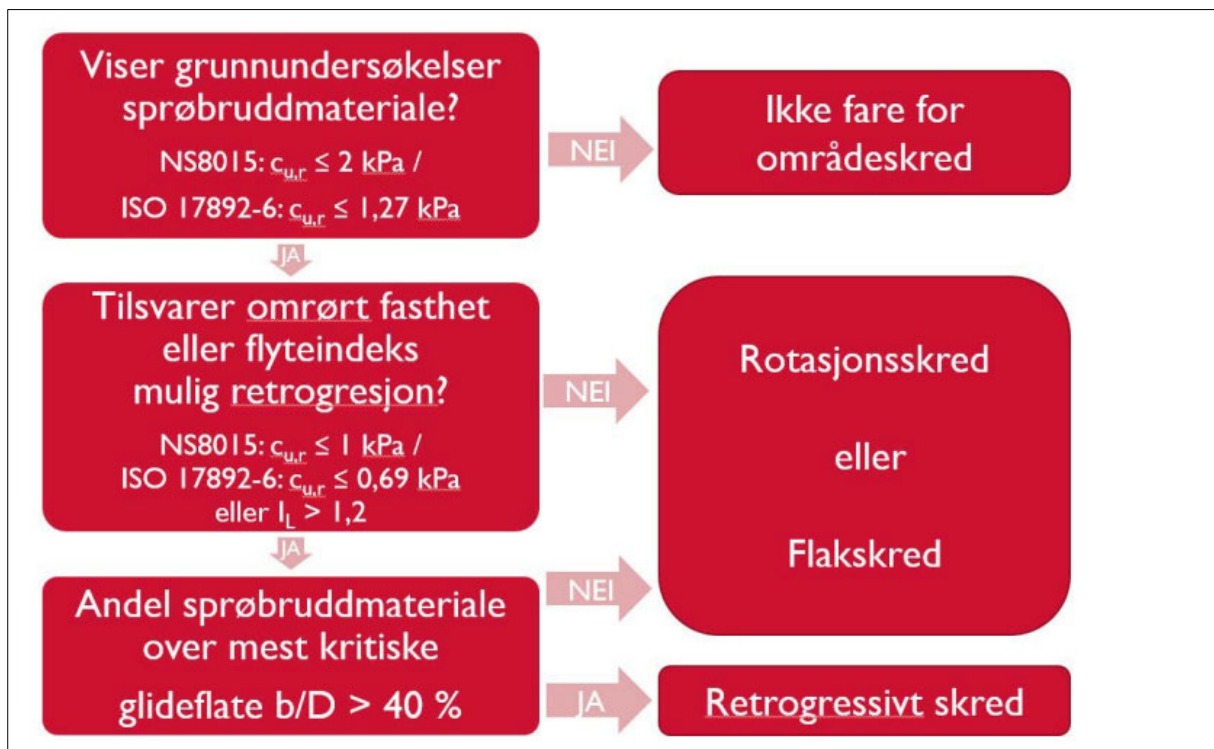 Viser grunnundersøkelser
sprøbruddmateriale?
NS8015: cu,r ≤ 2 kPa /
ISO 17892-6: cu,r ≤ 1,27 kPa
NEI
Ikke fare for
områdeskred
JA
Tilsvarer omrørt fasthet
eller flyteindeks
mulig retrogresjon?
NS8015: cu,r ≤ 1 kPa /
ISO 17892-6: cu,r ≤ 0,69 kPa
eller IL > 1,2
NEI
Rotasjonsskred
eller
Flakskred
JA
Andel sprøbruddmateriale
over mest kritiske
glideflate b/D > 40 %
NEI
JA
Retrogressivt skred